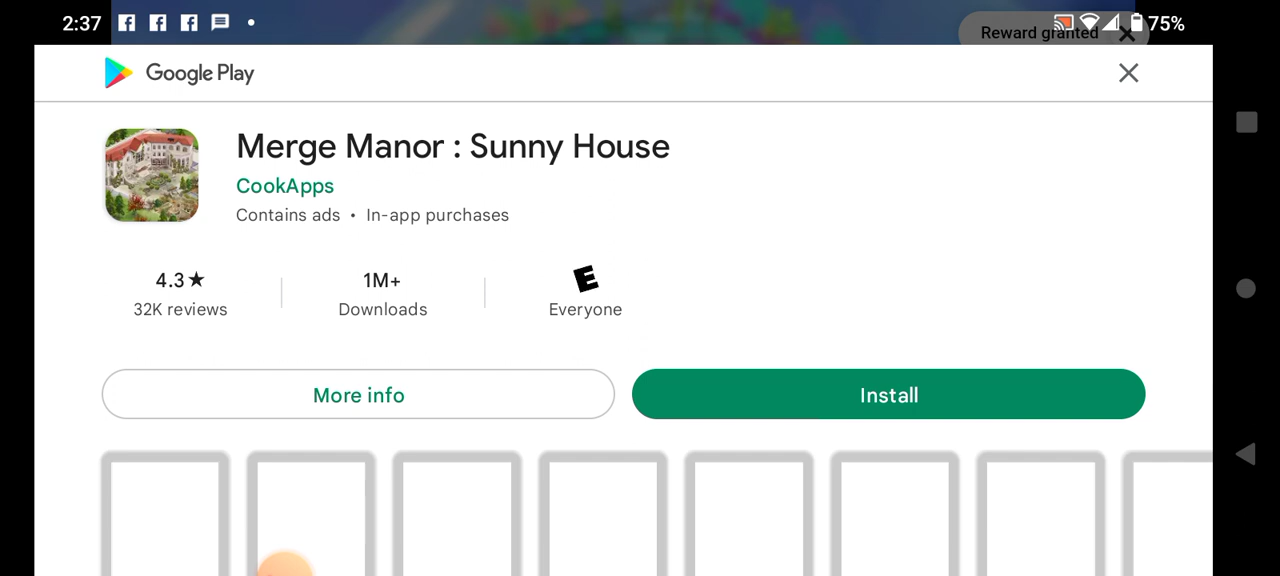 2:37
75%
Reward granted
Google Play
Merge Manor : Sunny House
CookApps
Contains ads • In-app purchases
4.3★
32K reviews
1M+
Downloads
E
Everyone
More info
Install